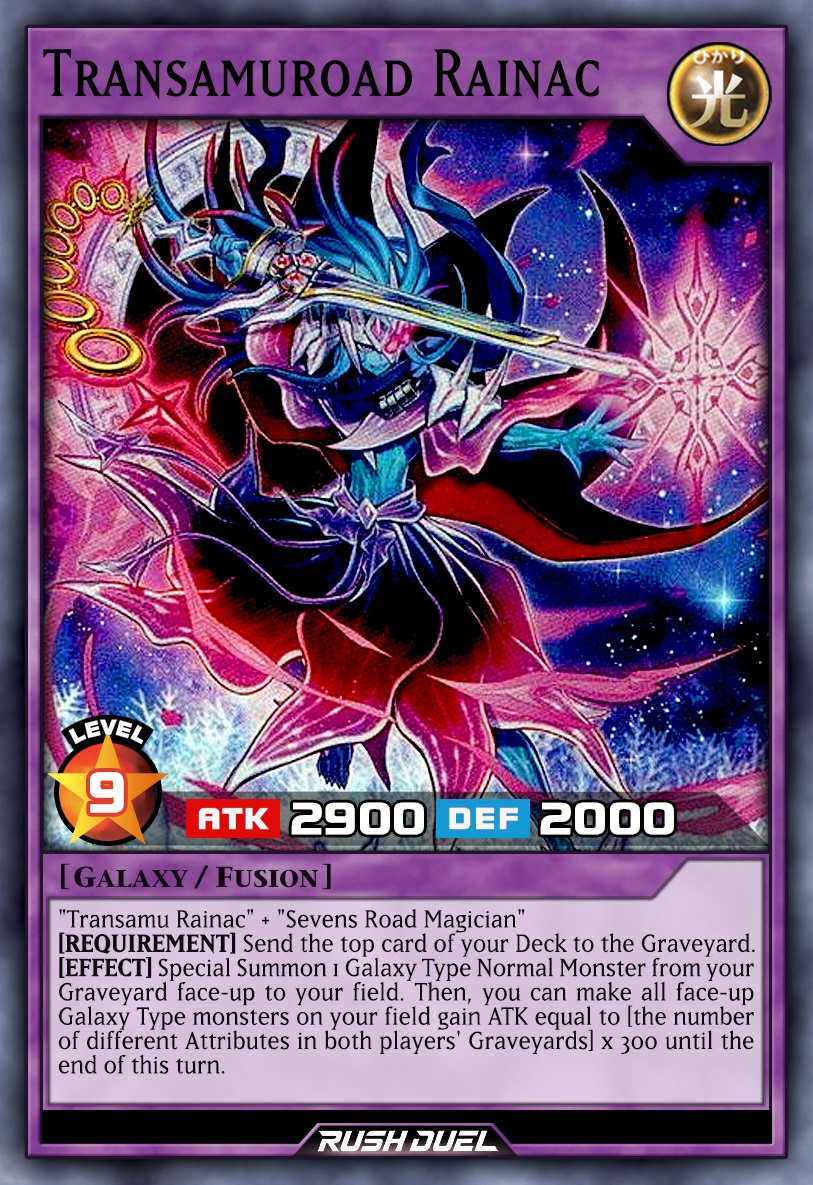 Transamuroad Rainac
ひかり
光
LEVEL
9
ATK 2900 DEF 2000
[Galaxy / Fusion]
"Transamu Rainac" + "Sevens Road Magician"
[REQUIREMENT] Send the top card of your Deck to the Graveyard.
[EFFECT] Special Summon 1 Galaxy Type Normal Monster from your
Graveyard face-up to your field. Then, you can make all face-up
Galaxy Type monsters on your field gain ATK equal to [the number
of different Attributes in both players' Graveyards] x 300 until the
end of this turn.
RUSH DUEL